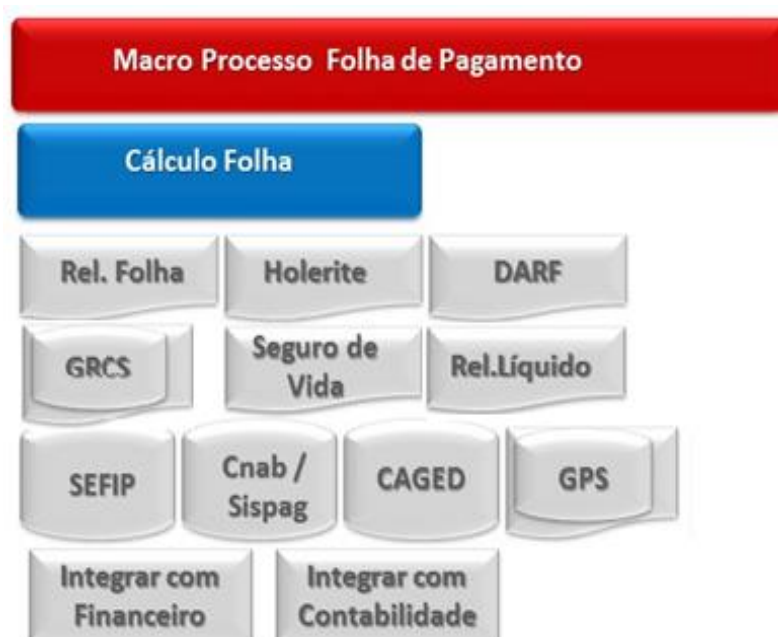 Macro Processo Folha de Pagamento
Cálculo Folha
Rel. Folha
Holerite
DARF
GRCS
Seguro de
Vida
Rel.Líquido
SEFIP
Cnab /
Sispag
CAGED
GPS
Integrar com
Financeiro
Integrar com
Contabilidade